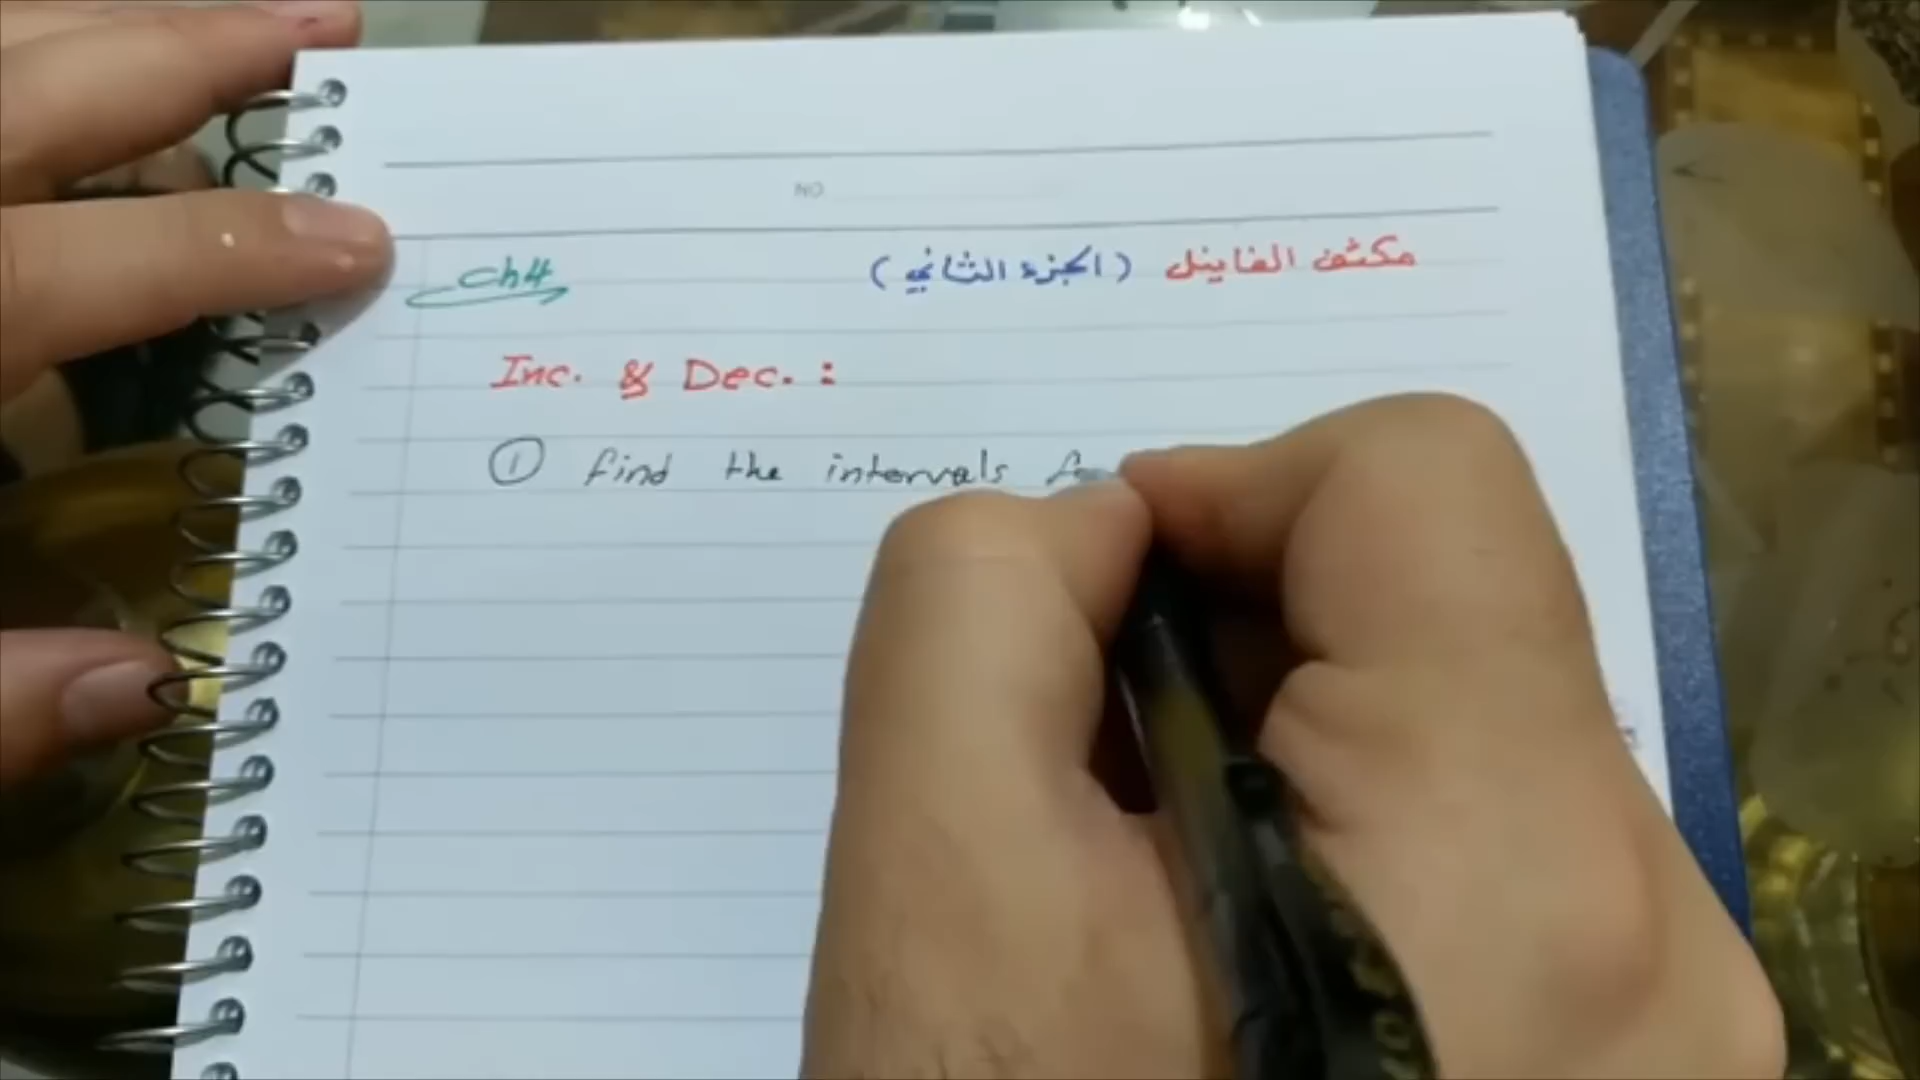 NO
Ch4
مكثف الفاينل (الجزء الثاني)
Inc. & Dec. :
① find the intervals